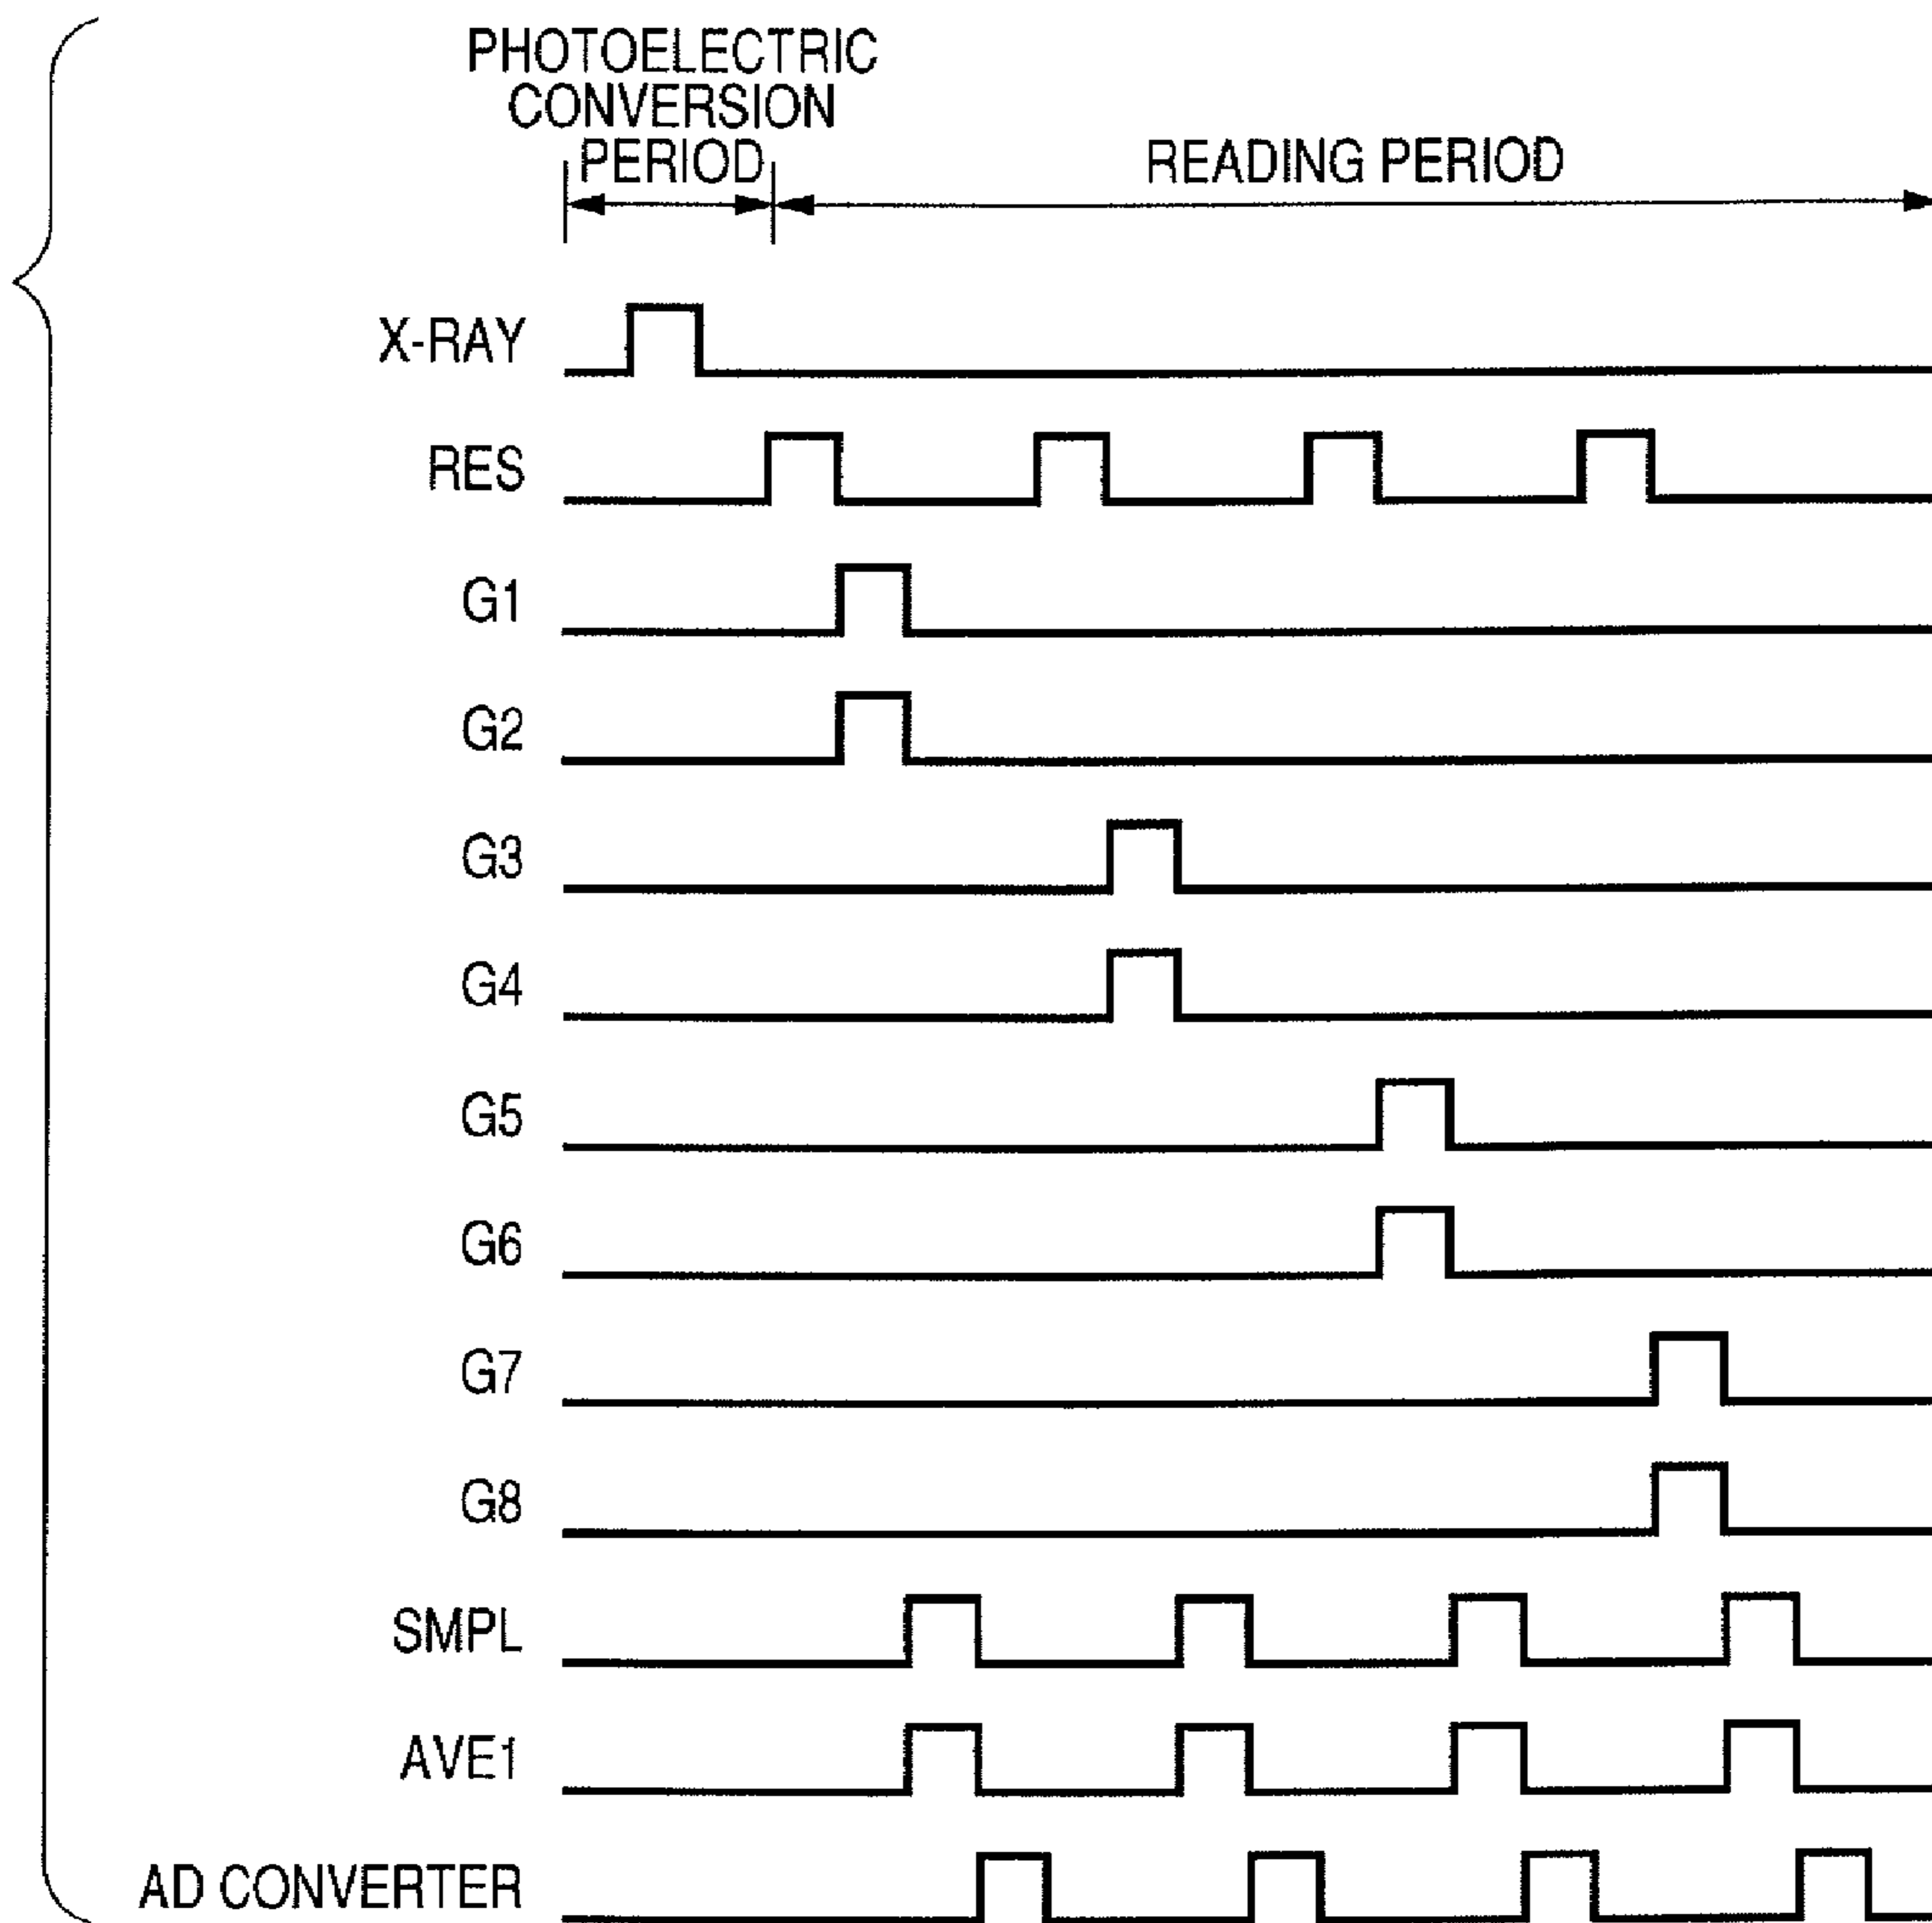 PHOTOELECTRIC
CONVERSION
PERIOD
READING PERIOD
X-RAY
RES
G1
G2
G3
G4
G5
G6
G7
G8
SMPL
AVE1
AD CONVERTER